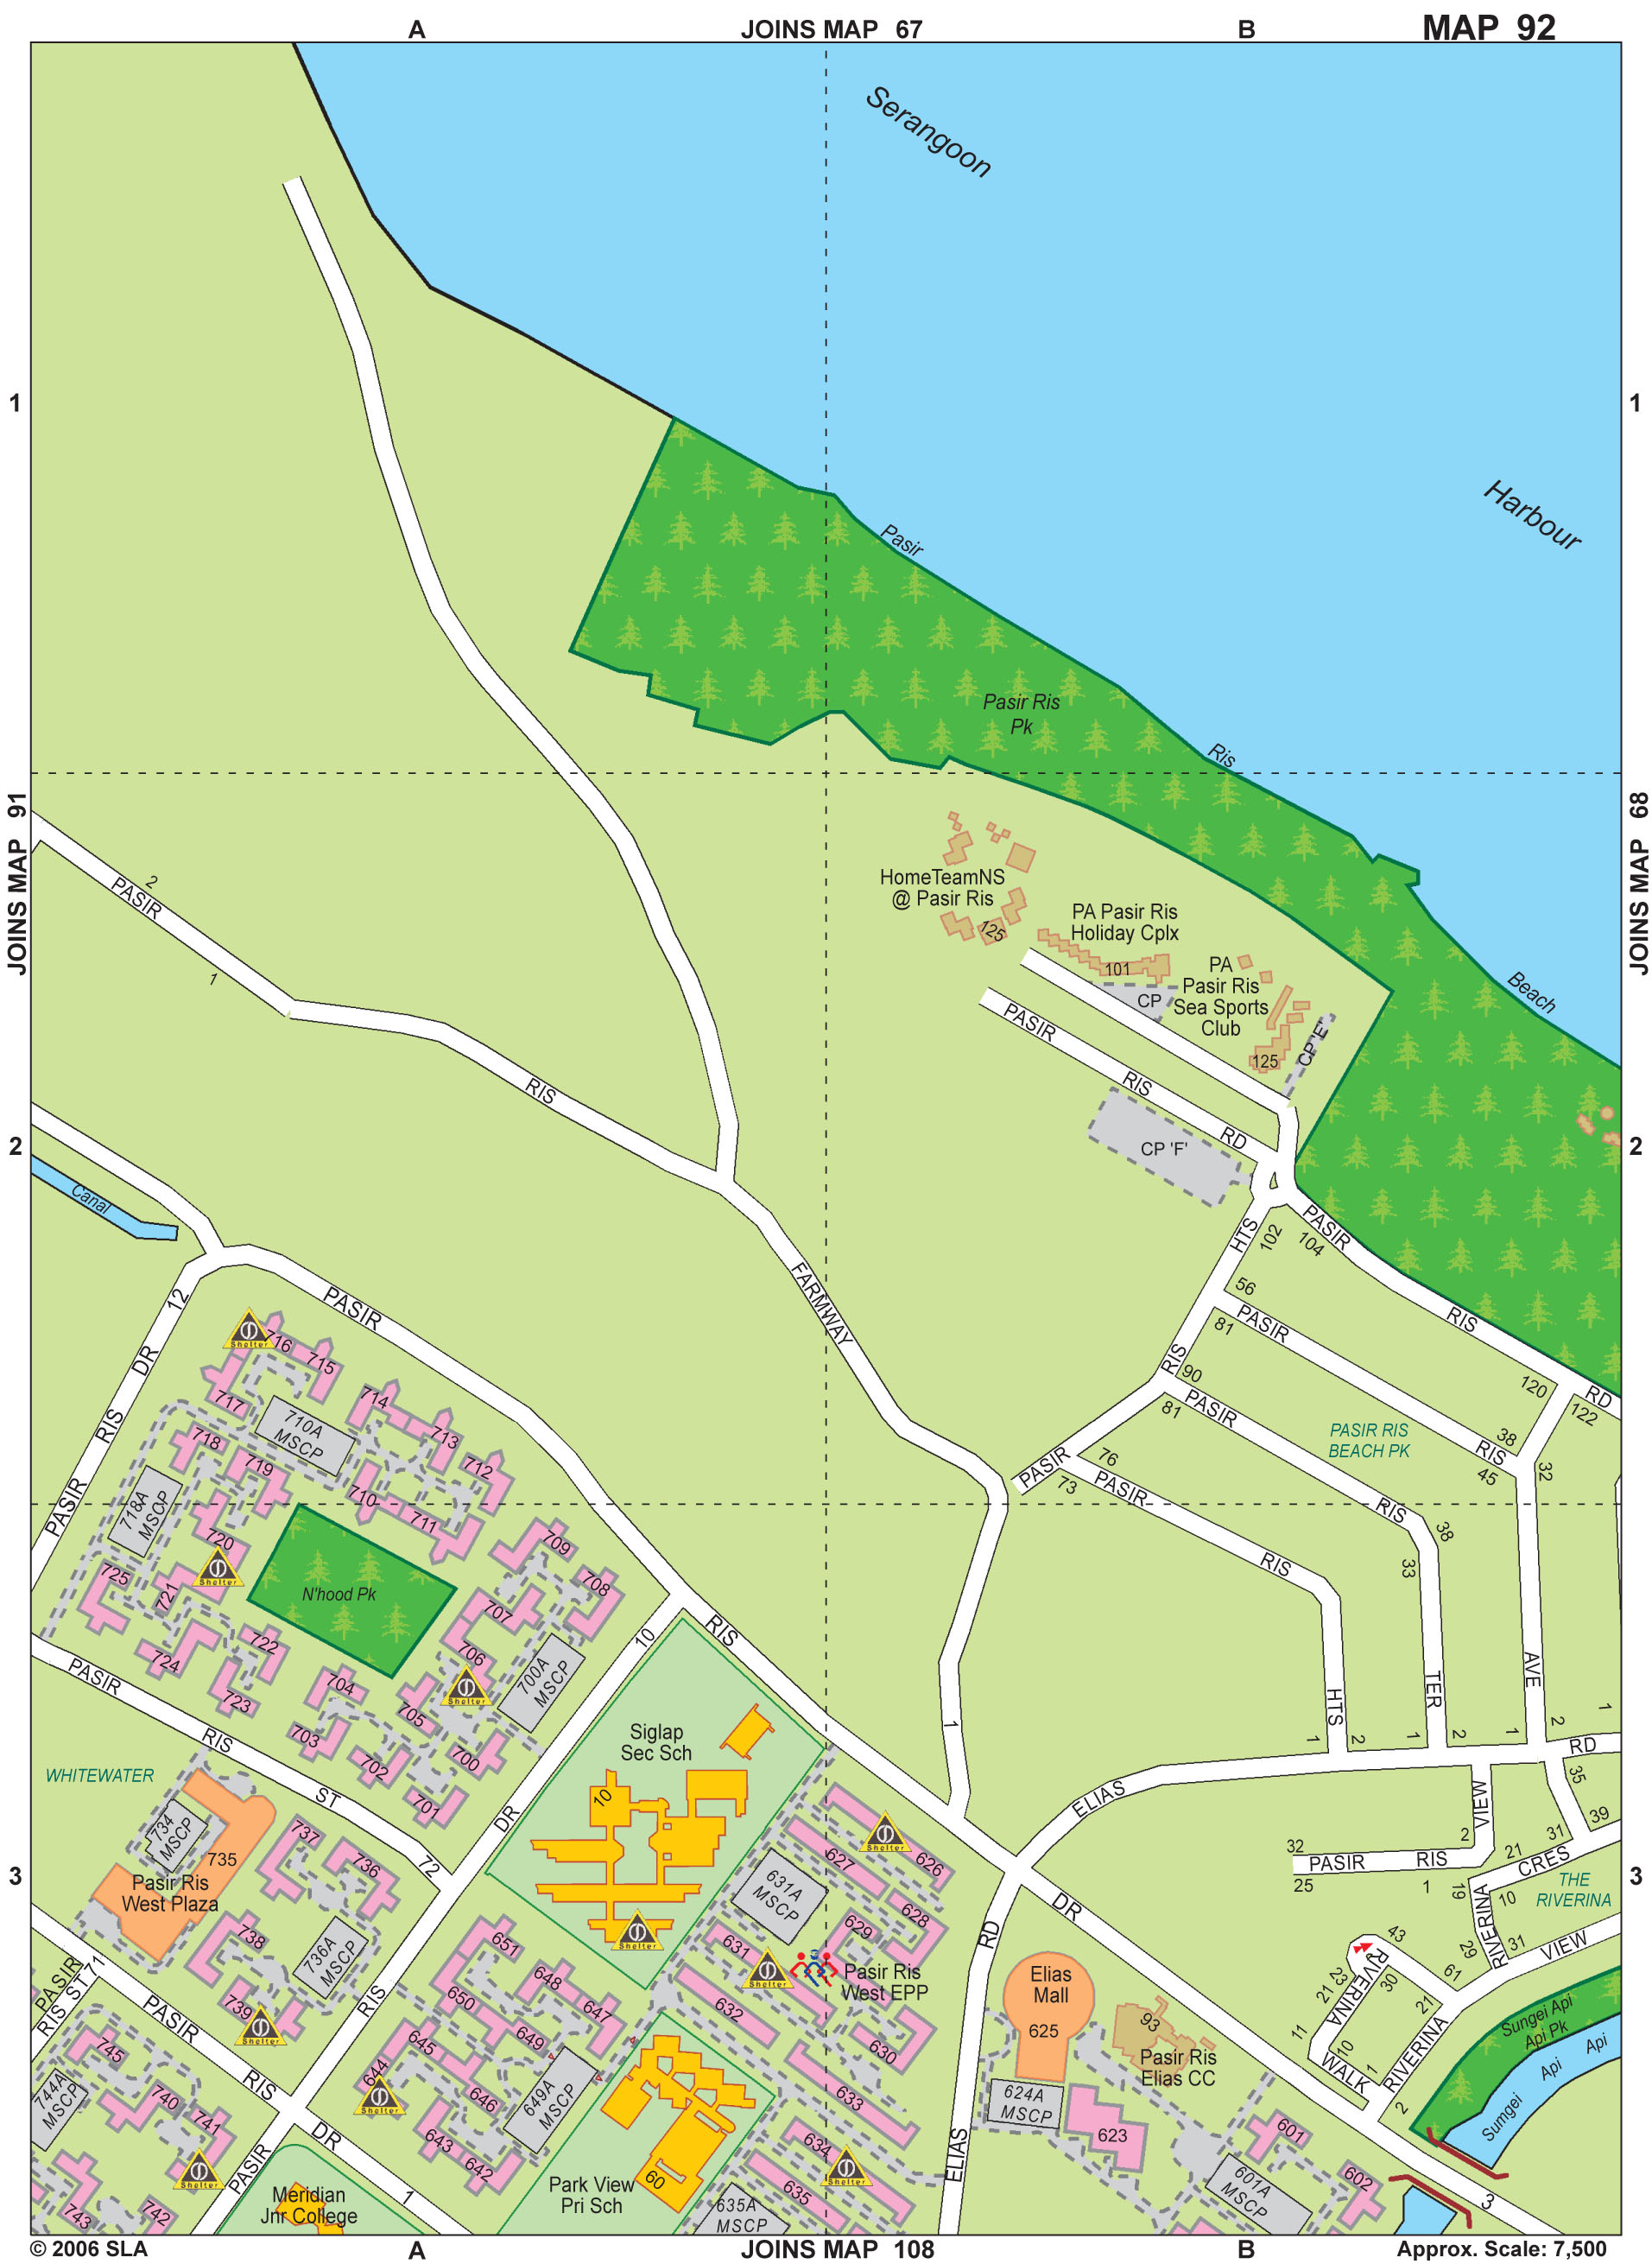 A
JOINS MAP 67
B
MAP 92
Serangoon
Harbour
1
1
Pasir
Pasir Ris
Pk
Ris
Beach
JOINS MAP 91
JOINS MAP 68
HomeTeamNS
@ Pasir Ris
125
PA Pasir Ris
Holiday Cplx
101
CP
PA
Pasir Ris
Sea Sports
Club
125
CP 'E'
2
PASIR
1
RIS
FARMWAY
1
PASIR
RIS
RD
CP 'F'
2
2
Canal
HTS
102
104
PASIR
RIS
RD
120
122
56
81
PASIR
RIS
38
45
32
AVE
1
2
1
RIS
90
81
PASIR
RIS
38
33
TER
1
2
PASIR
76
73
PASIR
RIS
HTS
1
2
PASIR RIS
BEACH PK
12
DR
RIS
PASIR
PASIR
RIS
DR
3
Shelter
716
715
717
714
713
712
710A
MSCP
718
719
710
711
718A
MSCP
720
Shelter
721
725
724
722
723
N'hood Pk
709
708
707
706
Shelter
700A
MSCP
704
705
703
702
700
701
10
DR
RIS
PASIR
PASIR
RIS
ST
72
WHITEWATER
734
MSCP
735
Pasir Ris
West Plaza
737
736
738
736A
MSCP
739
Shelter
Siglap
Sec Sch
10
Shelter
626
Shelter
627
628
629
631A
MSCP
631
Shelter
632
Pasir Ris
West EPP
630
633
634
Shelter
635
635A
MSCP
651
648
647
650
649
645
644
Shelter
646
649A
MSCP
643
642
Park View
Pri Sch
60
3
3
PASIR
RIS ST 71
PASIR
RIS
DR
1
745
744A
MSCP
740
741
Shelter
743
742
Meridian
Jnr College
ELIAS
RD
RD
ELIAS
Elias
Mall
625
624A
MSCP
623
93
Pasir Ris
Elias CC
601
601A
MSCP
602
VIEW
2
32
PASIR
RIS
25
1
35
39
31
21
CRES
10
19
RIVERINA
29
31
THE
RIVERINA
VIEW
61
43
RIVERINA
23
21
30
11
10
WALK
1
21
RIVERINA
2
Sungei Api
Api Pk
Sumgei
Api
Api
© 2006 SLA
A
JOINS MAP 108
B
Approx. Scale: 7,500